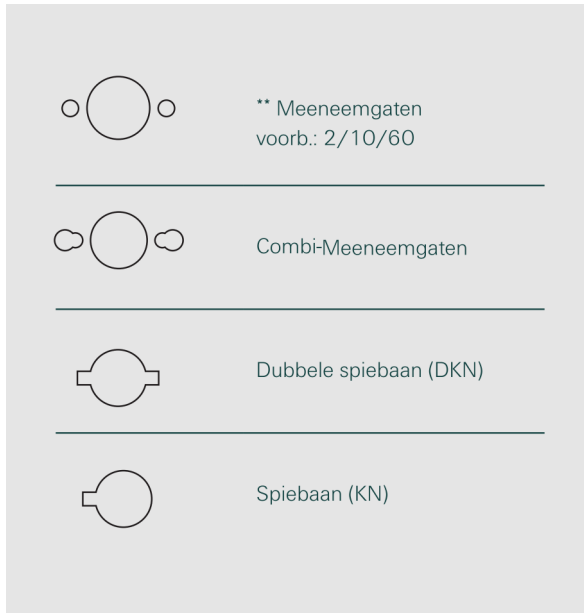 ** Meeneemgaten
voorb.: 2/10/60
Combi-Meeneemgaten
Dubbele spiebaan (DKN)
Spiebaan (KN)